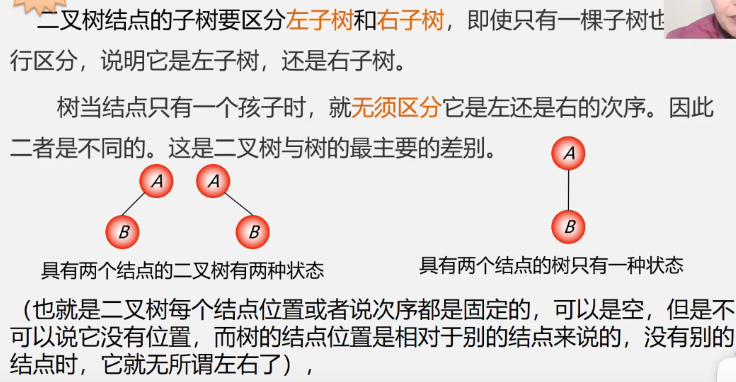 二叉树结点的子树要区分左子树和右子树，即使只有一棵子树也
行区分，说明它是左子树，还是右子树。
树当结点只有一个孩子时，就无须区分它是左还是右的次序。因此
二者是不同的。这是二叉树与树的最主要的差别。
A A A
B B B
具有两个结点的二叉树有两种状态 具有两个结点的树只有一种状态
（也就是二叉树每个结点位置或者说次序都是固定的，可以是空，但是不
可以说它没有位置，而树的结点位置是相对于别的结点来说的，没有别的
结点时，它就无所谓左右了），